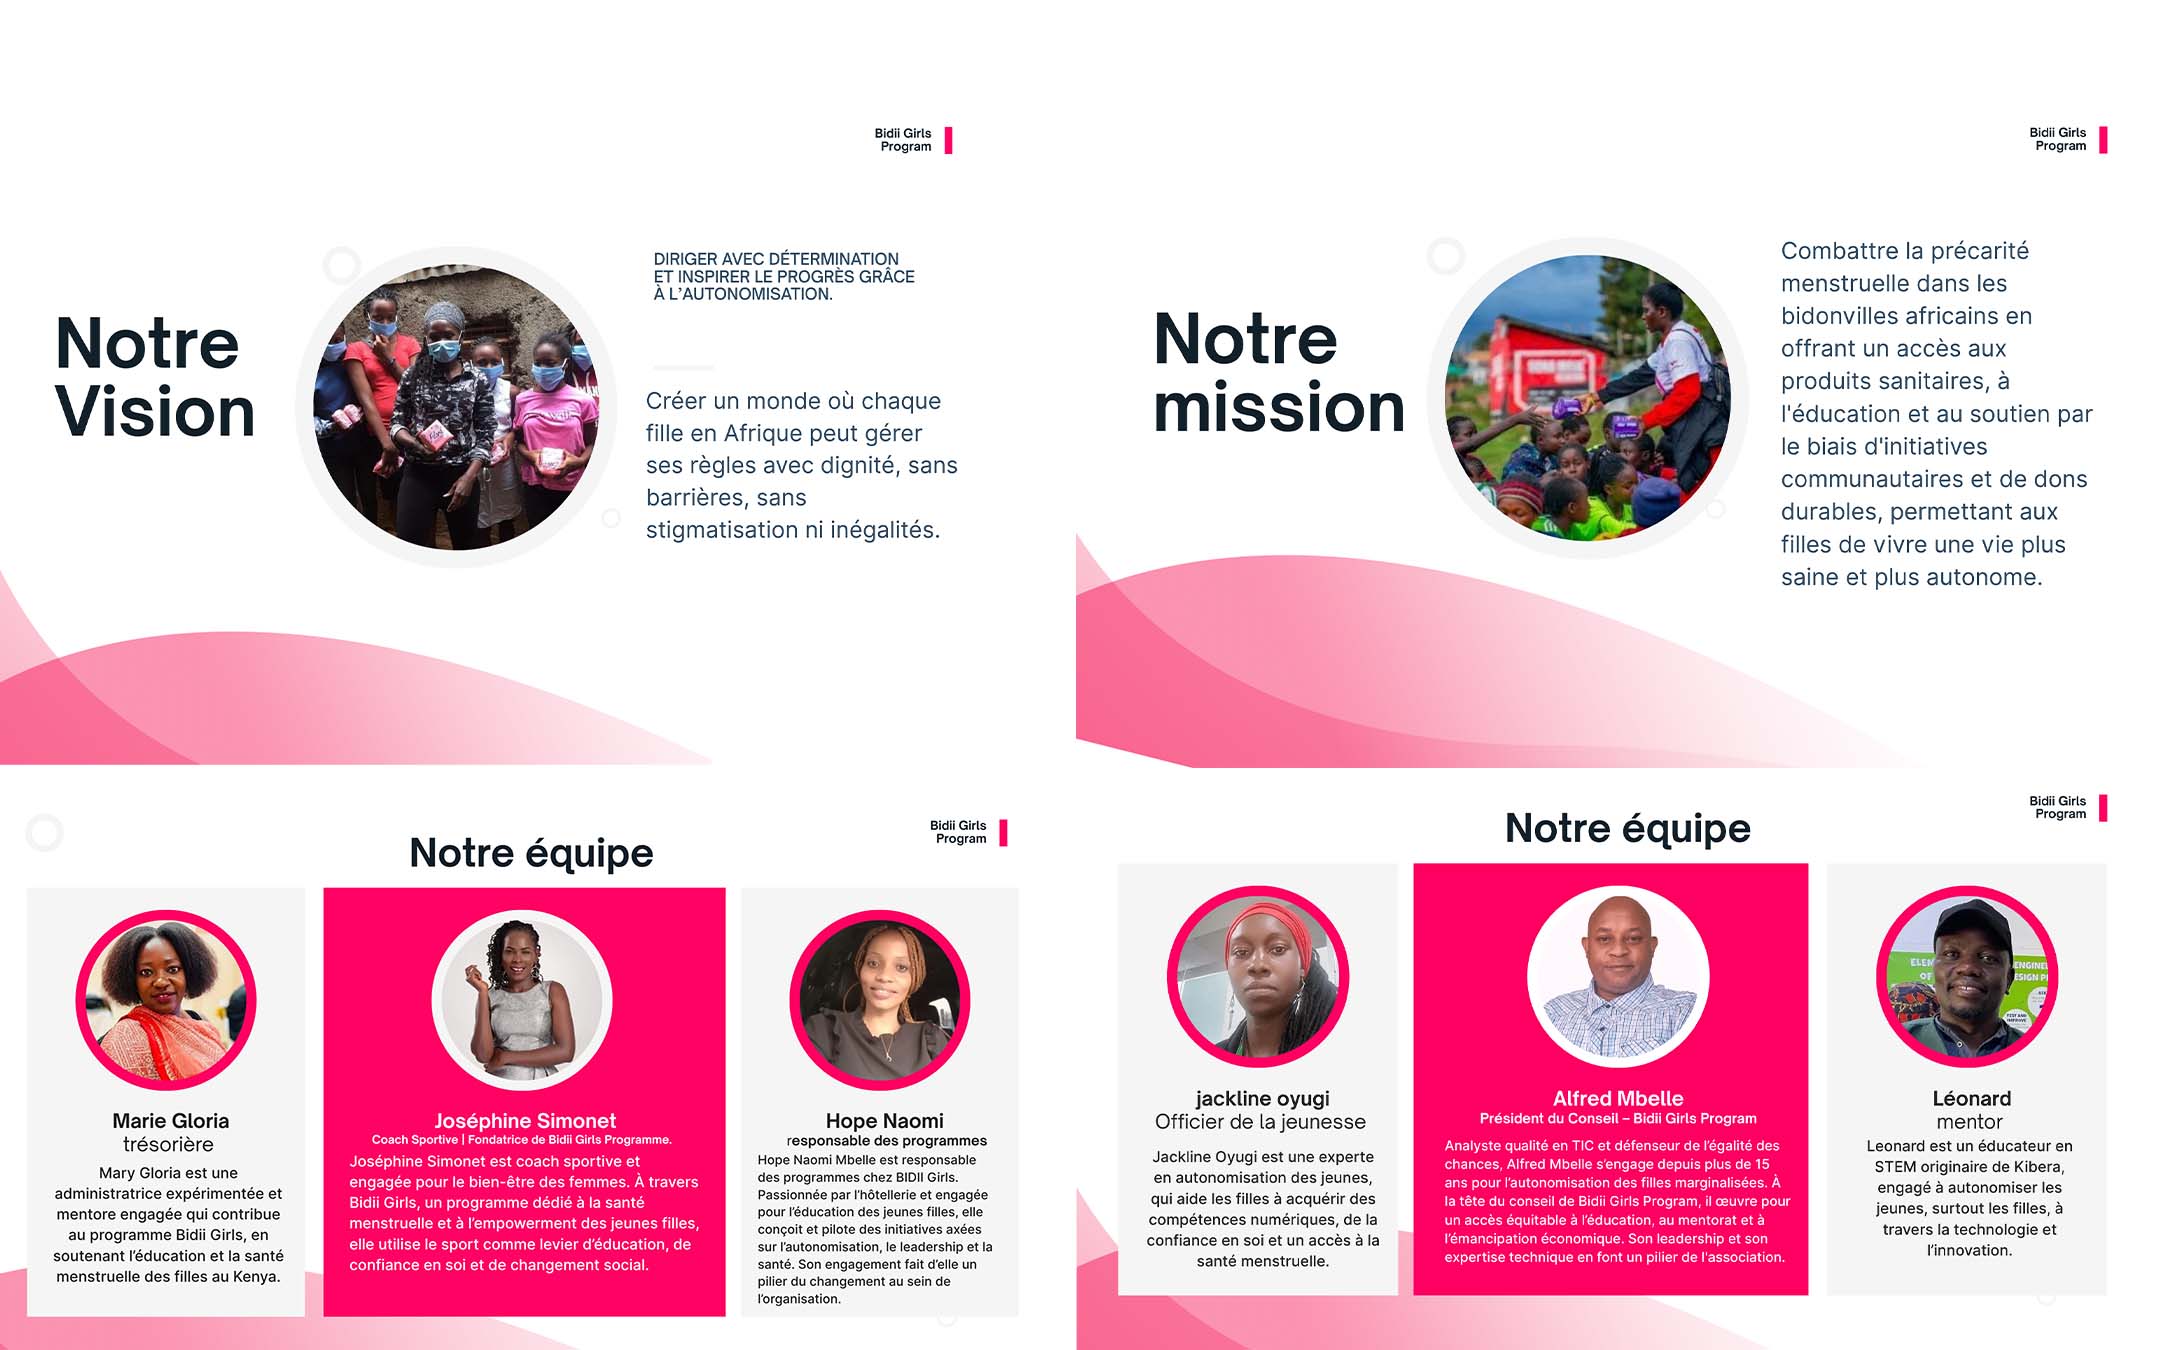 Bidii Girls
Program
Notre
Vision
DIRIGER AVEC DÉTERMINATION
ET INSPIRER LE PROGRÈS GRÂCE
À L’AUTONOMISATION.
Créer un monde où chaque
fille en Afrique peut gérer
ses règles avec dignité, sans
barrières, sans
stigmatisation ni inégalités.
Bidii Girls
Program
Notre
mission
Combattre la précarité
menstruelle dans les
bidonvilles africains en
offrant un accès aux
produits sanitaires, à
l'éducation et au soutien par
le biais d'initiatives
communautaires et de dons
durables, permettant aux
filles de vivre une vie plus
saine et plus autonome.
Bidii Girls
Program
Notre équipe
Marie Gloria
trésorière
Mary Gloria est une
administratrice expérimentée et
mentore engagée qui contribue
au programme Bidii Girls, en
soutenant l’éducation et la santé
menstruelle des filles au Kenya.
Joséphine Simonet
Coach Sportive | Fondatrice de Bidii Girls Programme.
Joséphine Simonet est coach sportive et
engagée pour le bien-être des femmes. À travers
Bidii Girls, un programme dédié à la santé
menstruelle et à l’empowerment des jeunes filles,
elle utilise le sport comme levier d’éducation, de
confiance en soi et de changement social.
Hope Naomi
responsable des programmes
Hope Naomi Mbelle est responsable
des programmes chez BIDII Girls.
Passionnée par l’hôtellerie et engagée
pour l’éducation des jeunes filles, elle
conçoit et pilote des initiatives axées
sur l’autonomisation, le leadership et la
santé. Son engagement fait d’elle un
pilier du changement au sein de
l’organisation.
Bidii Girls
Program
Notre équipe
jackline oyugi
Officier de la jeunesse
Jackline Oyugi est une experte
en autonomisation des jeunes,
qui aide les filles à acquérir des
compétences numériques, de la
confiance en soi et un accès à la
santé menstruelle.
Alfred Mbelle
Président du Conseil – Bidii Girls Program
Analyste qualité en TIC et défenseur de l’égalité des
chances, Alfred Mbelle s’engage depuis plus de 15
ans pour l’autonomisation des filles marginalisées. À
la tête du conseil de Bidii Girls Program, il œuvre pour
un accès équitable à l’éducation, au mentorat et à
l’émancipation économique. Son leadership et son
expertise technique en font un pilier de l'association.
Léonard
mentor
Leonard est un éducateur en
STEM originaire de Kibera,
engagé à autonomiser les
jeunes, surtout les filles, à
travers la technologie et
l’innovation.